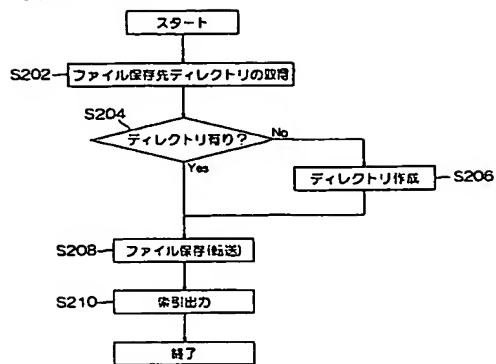 スタート
S202 ファイル保存先ディレクトリの取得
S204
ディレクトリ有り？
No
Yes
ディレクトリ作成 S206
S208 ファイル保存(転送)
S210 索引出力
終了